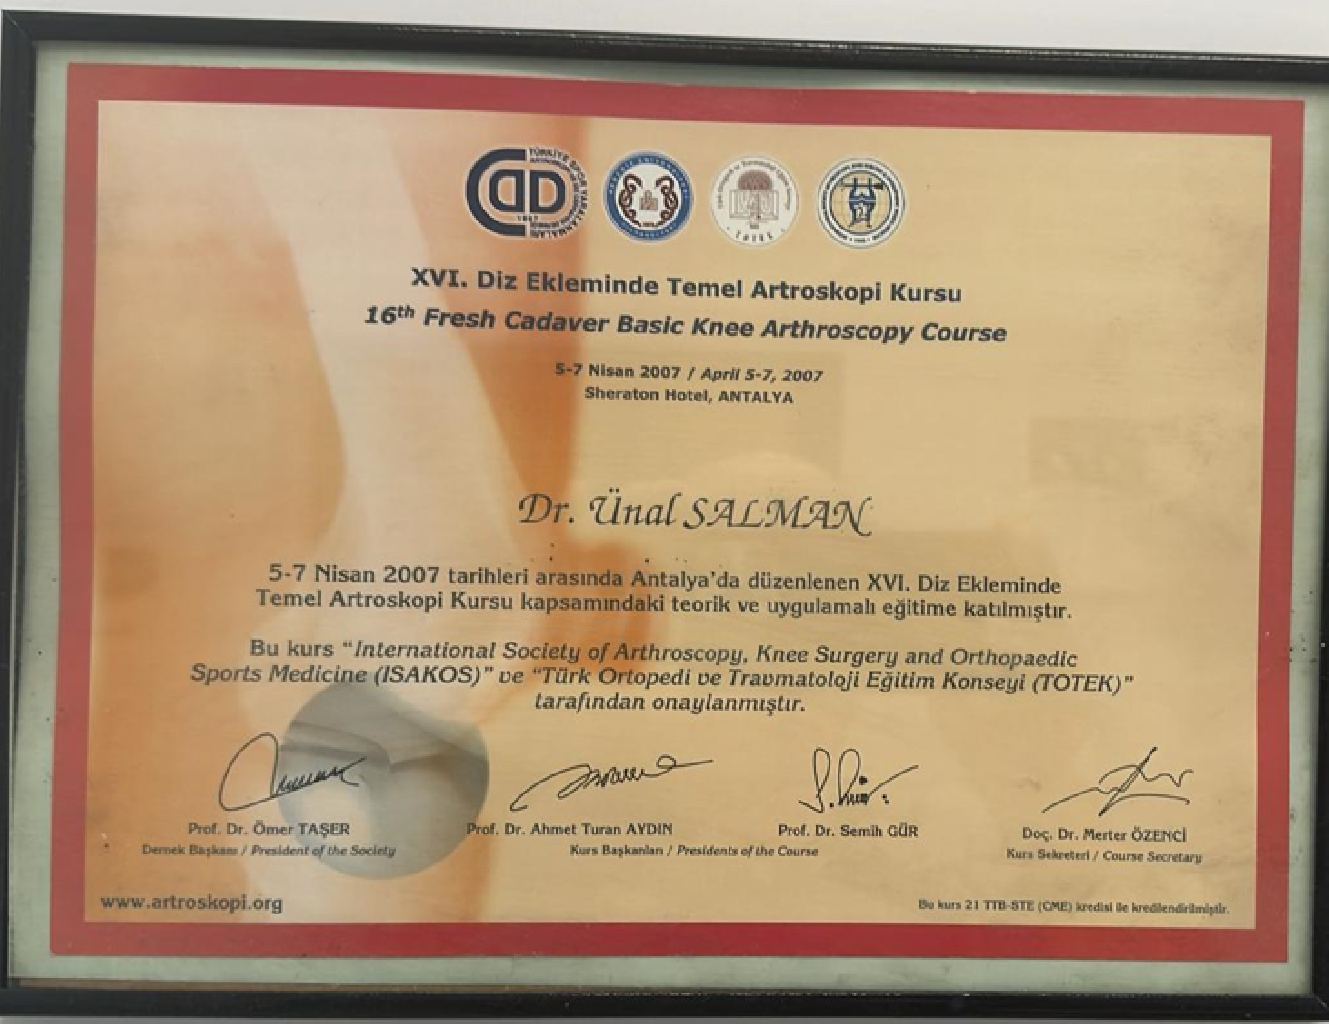 XVI. Diz Ekleminde Temel Artroskopi Kursu
16th Fresh Cadaver Basic Knee Arthroscopy Course
5-7 Nisan 2007 / April 5-7, 2007
Sheraton Hotel, ANTALYA
Dr. Ünal SALMAN
5-7 Nisan 2007 tarihleri arasında Antalya'da düzenlenen XVI. Diz Ekleminde
Temel Artroskopi Kursu kapsamındaki teorik ve uygulamalı eğitime katılmıştır.
Bu kurs "International Society of Arthroscopy, Knee Surgery and Orthopaedic
Sports Medicine (ISAKOS)" ve "Türk Ortopedi ve Travmatoloji Eğitim Konseyi (TOTEK)"
tarafından onaylanmıştır.
Prof. Dr. Ömer TAŞER
Dernek Başkanı / President of the Society
Prof. Dr. Ahmet Turan AYDIN
Prof. Dr. Semih GÜR
Kurs Başkanları / Presidents of the Course
Doç. Dr. Merter ÖZENCİ
Kurs Sekreteri / Course Secretary
www.artroskopi.org
Bu kurs 21 TTB-STE (CME) kredisi ile kredilendirilmiştir.